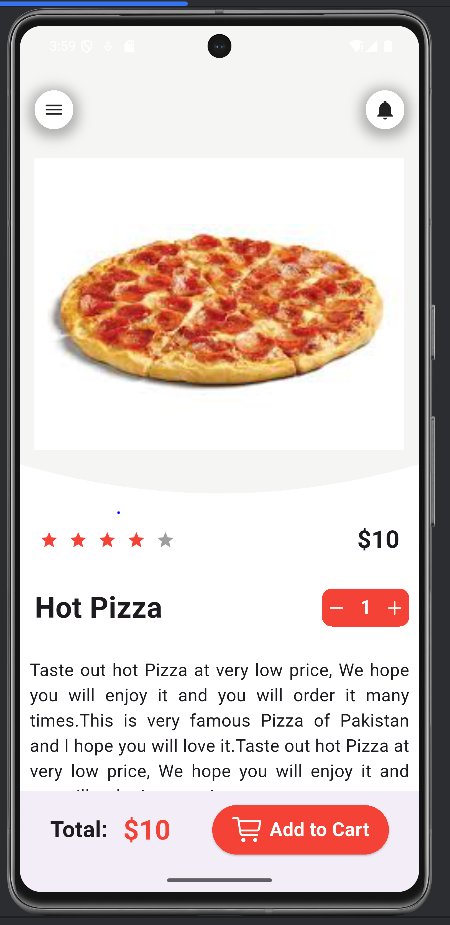 3:59
$10
Hot Pizza
1
Taste out hot Pizza at very low price, We hope
you will enjoy it and you will order it many
times.This is very famous Pizza of Pakistan
and I hope you will love it.Taste out hot Pizza at
very low price, We hope you will enjoy it and
Total: $10 Add to Cart